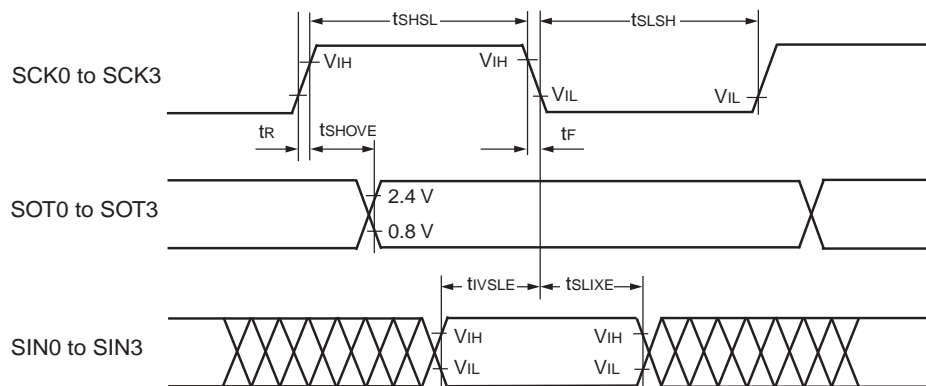 tSHSL tSLSH
SCK0 to SCK3 VIH VIH VIL VIL
tR tSHOVE tF
SOT0 to SOT3 2.4 V
0.8 V
tIVSLE tSLIXE
SIN0 to SIN3 VIH VIH
VIL VIL